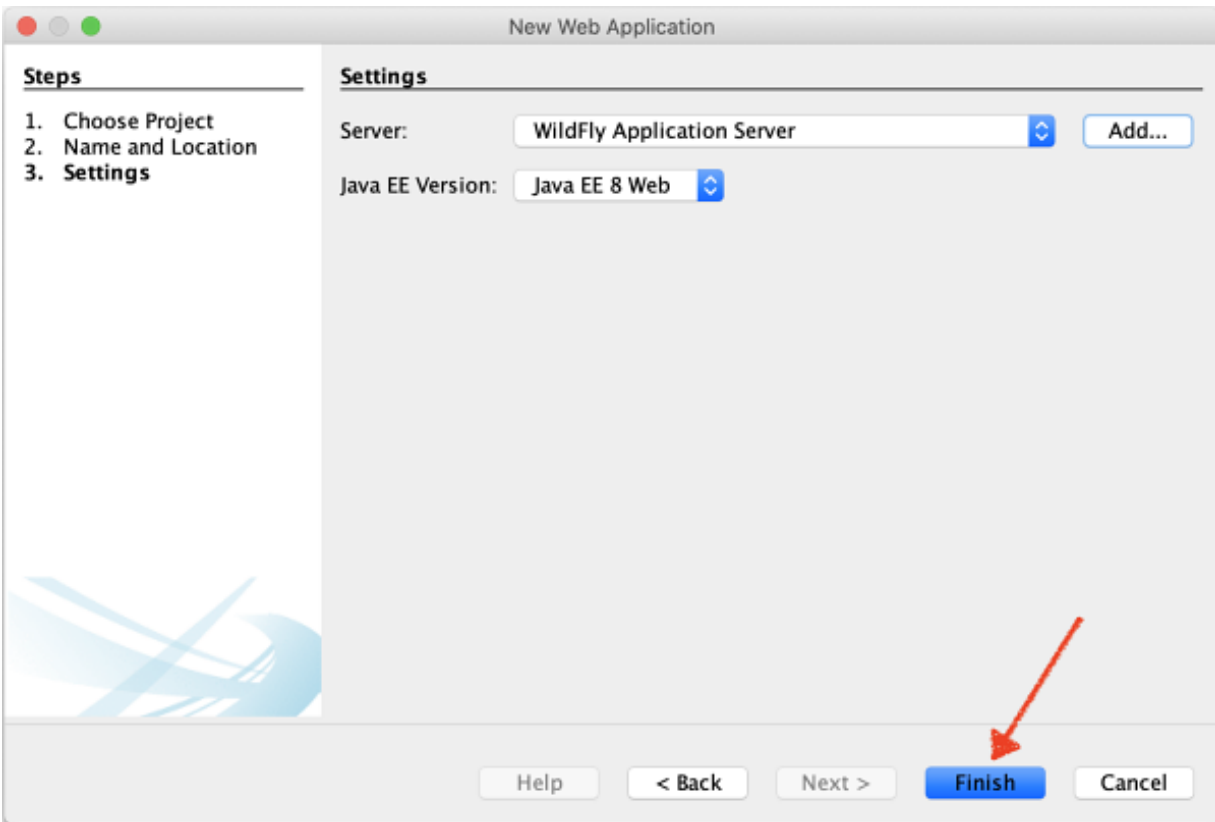 New Web Application
Steps
1. Choose Project
2. Name and Location
3. Settings
Settings
Server: WildFly Application Server Add...
Java EE Version: Java EE 8 Web
Help < Back Next > Finish Cancel